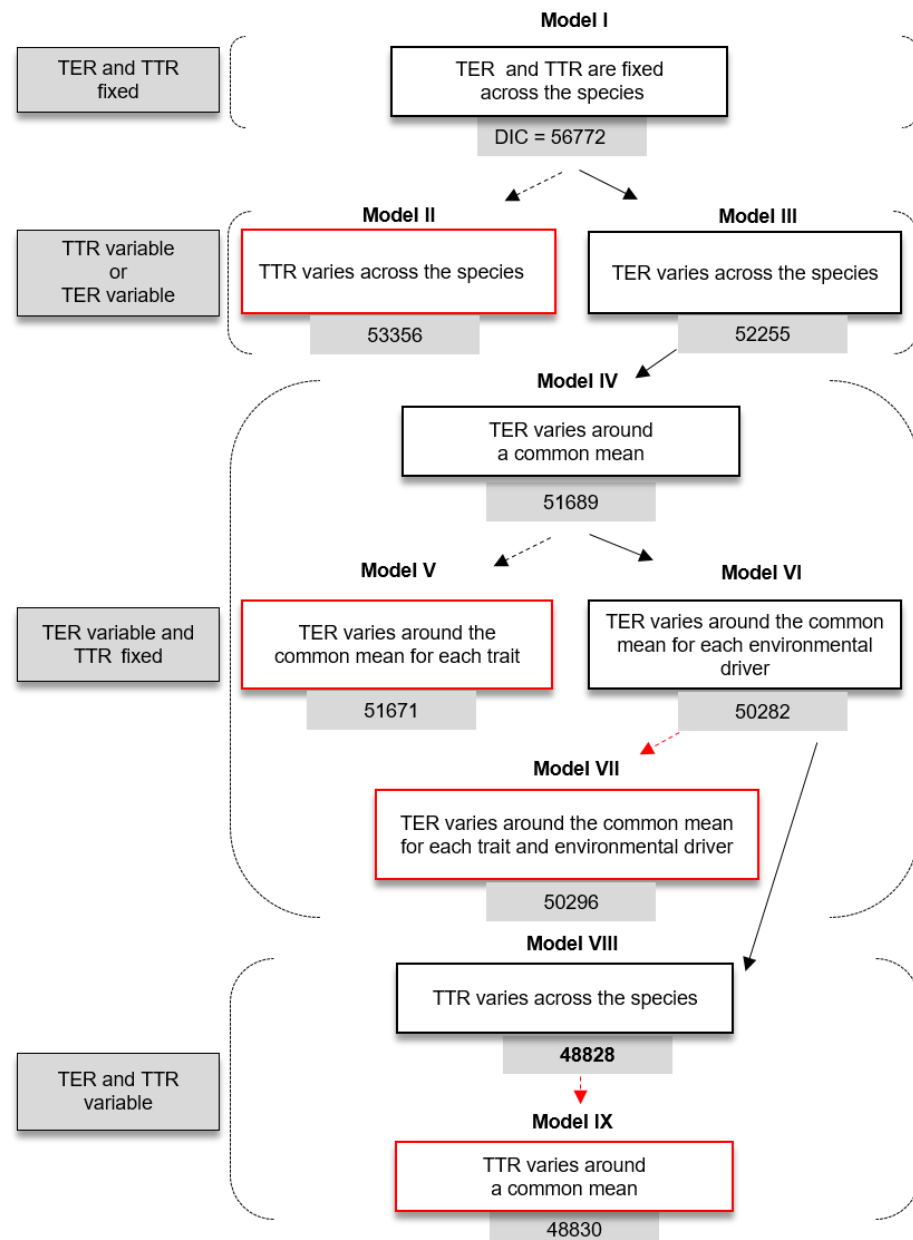 Model I
TER and TTR
fixed
TER and TTR are fixed
across the species
DIC = 56772
Model II
Model III
TTR variable
or
TER variable
TTR varies across the species
TER varies across the species
53356
52255
Model IV
TER varies around
a common mean
51689
Model V
Model VI
TER variable and
TTR fixed
TER varies around the
common mean for each trait
TER varies around the common
mean for each environmental
driver
51671
50282
Model VII
TER varies around the common mean
for each trait and environmental driver
50296
Model VIII
TTR varies across the species
48828
TER and TTR
variable
Model IX
TTR varies around
a common mean
48830